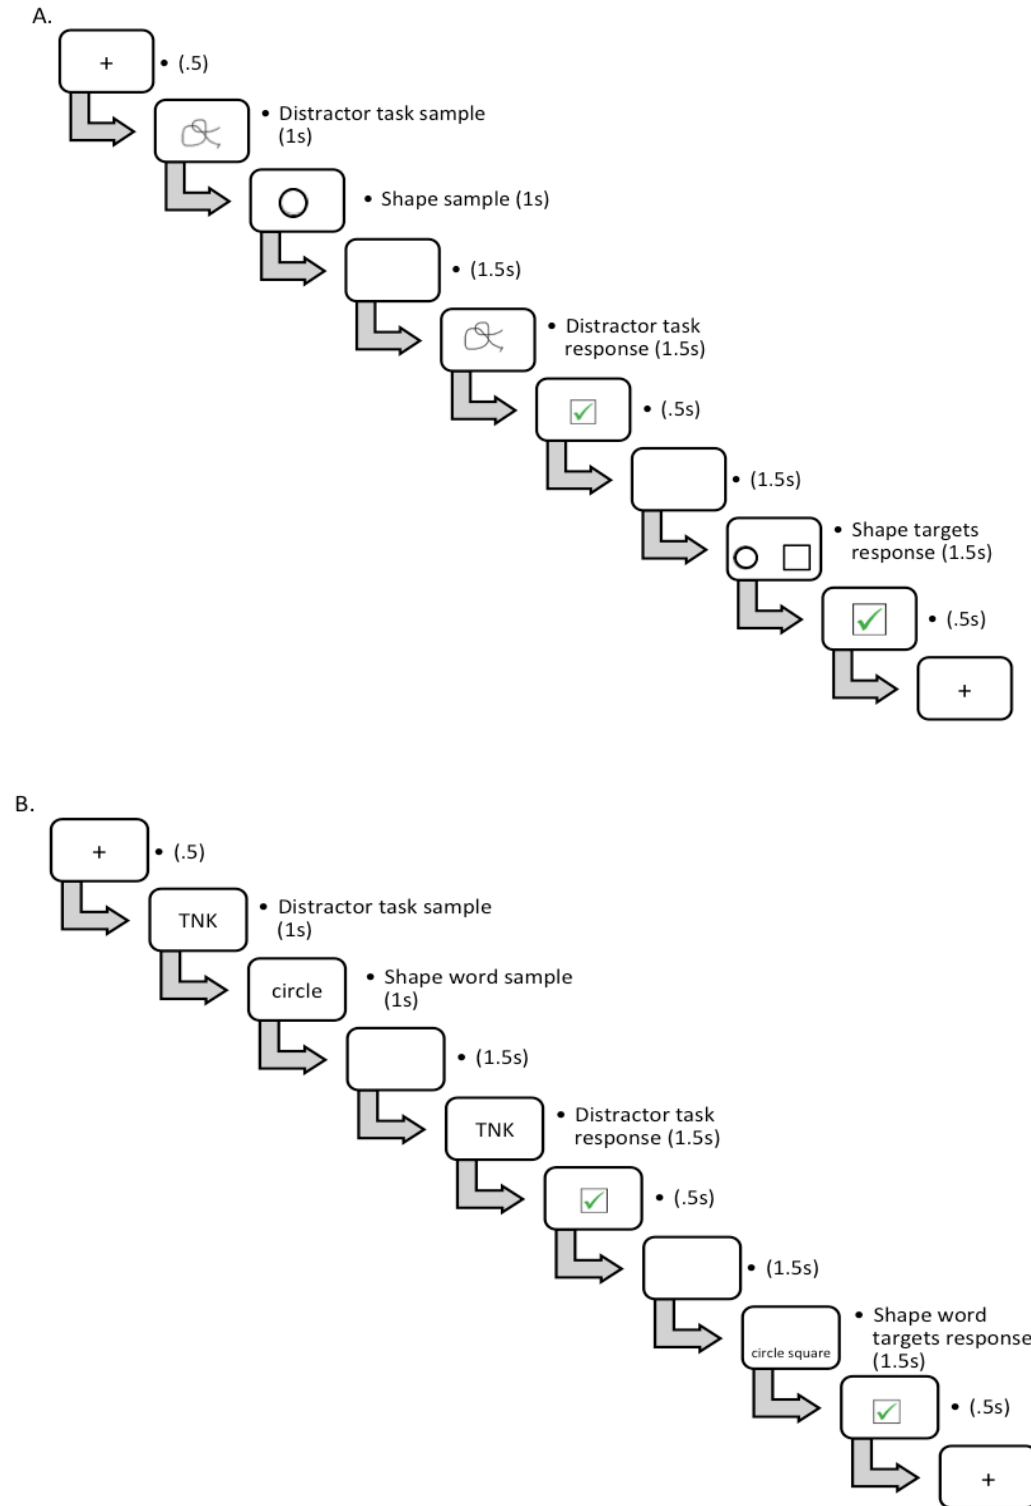 A.
+
• (.5)
• Distractor task sample
(1s)
• Shape sample (1s)
• (1.5s)
• Distractor task
response (1.5s)
• (.5s)
• (1.5s)
• Shape targets
response (1.5s)
• (.5s)
+
B.
+
• (.5)
TNK
• Distractor task sample
(1s)
circle
• Shape word sample
(1s)
• (1.5s)
TNK
• Distractor task
response (1.5s)
• (.5s)
• (1.5s)
circle square
• Shape word
targets response
(1.5s)
• (.5s)
+